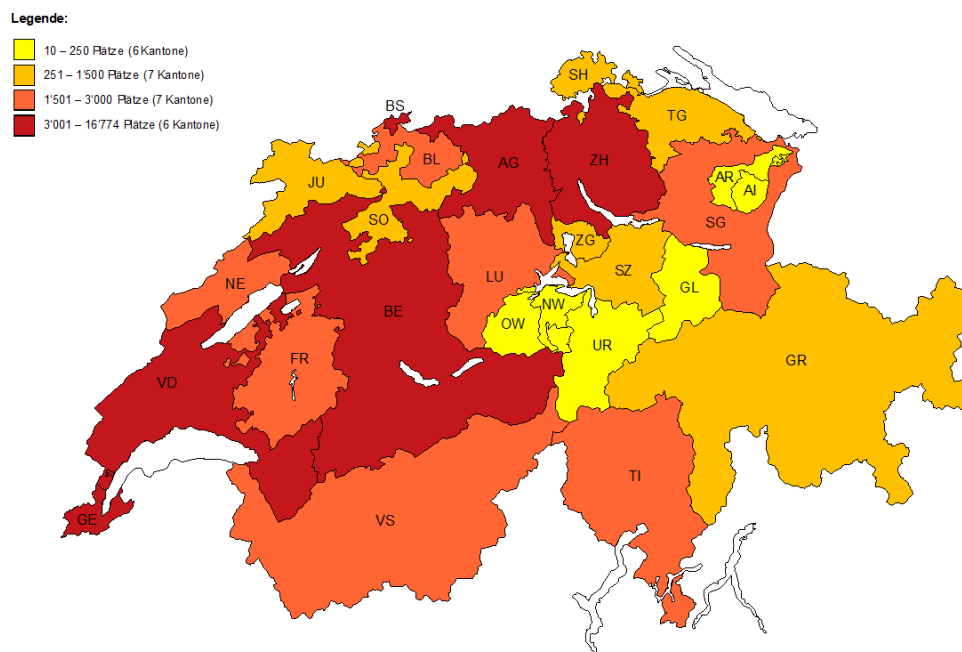 Legende:
10 – 250 Plätze (6 Kantone)
251 – 1'500 Plätze (7 Kantone)
1'501 – 3'000 Plätze (7 Kantone)
3'001 – 16'774 Plätze (6 Kantone)
SH
BS
TG
BL
AG
ZH
JU
AR
AI
SO
SG
ZG
NE
LU
SZ
GL
BE
NW
OW
UR
FR
GR
VD
TI
GE
VS